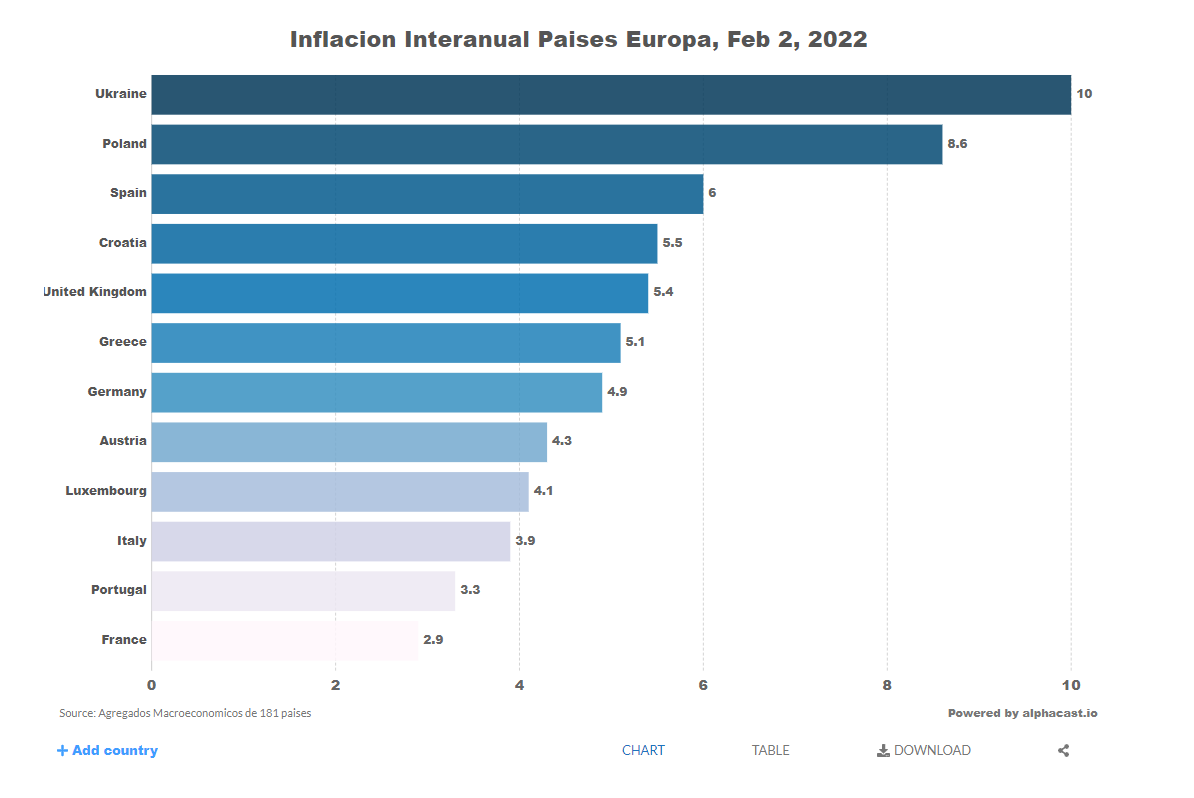 Inflacion Interanual Paises Europa, Feb 2, 2022
Ukraine 10
Poland 8.6
Spain 6
Croatia 5.5
United Kingdom 5.4
Greece 5.1
Germany 4.9
Austria 4.3
Luxembourg 4.1
Italy 3.9
Portugal 3.3
France 2.9
0 2 4 6 8 10
Source: Agregados Macroeconomicos de 181 paises Powered by alphacast.io
+ Add country CHART TABLE DOWNLOAD